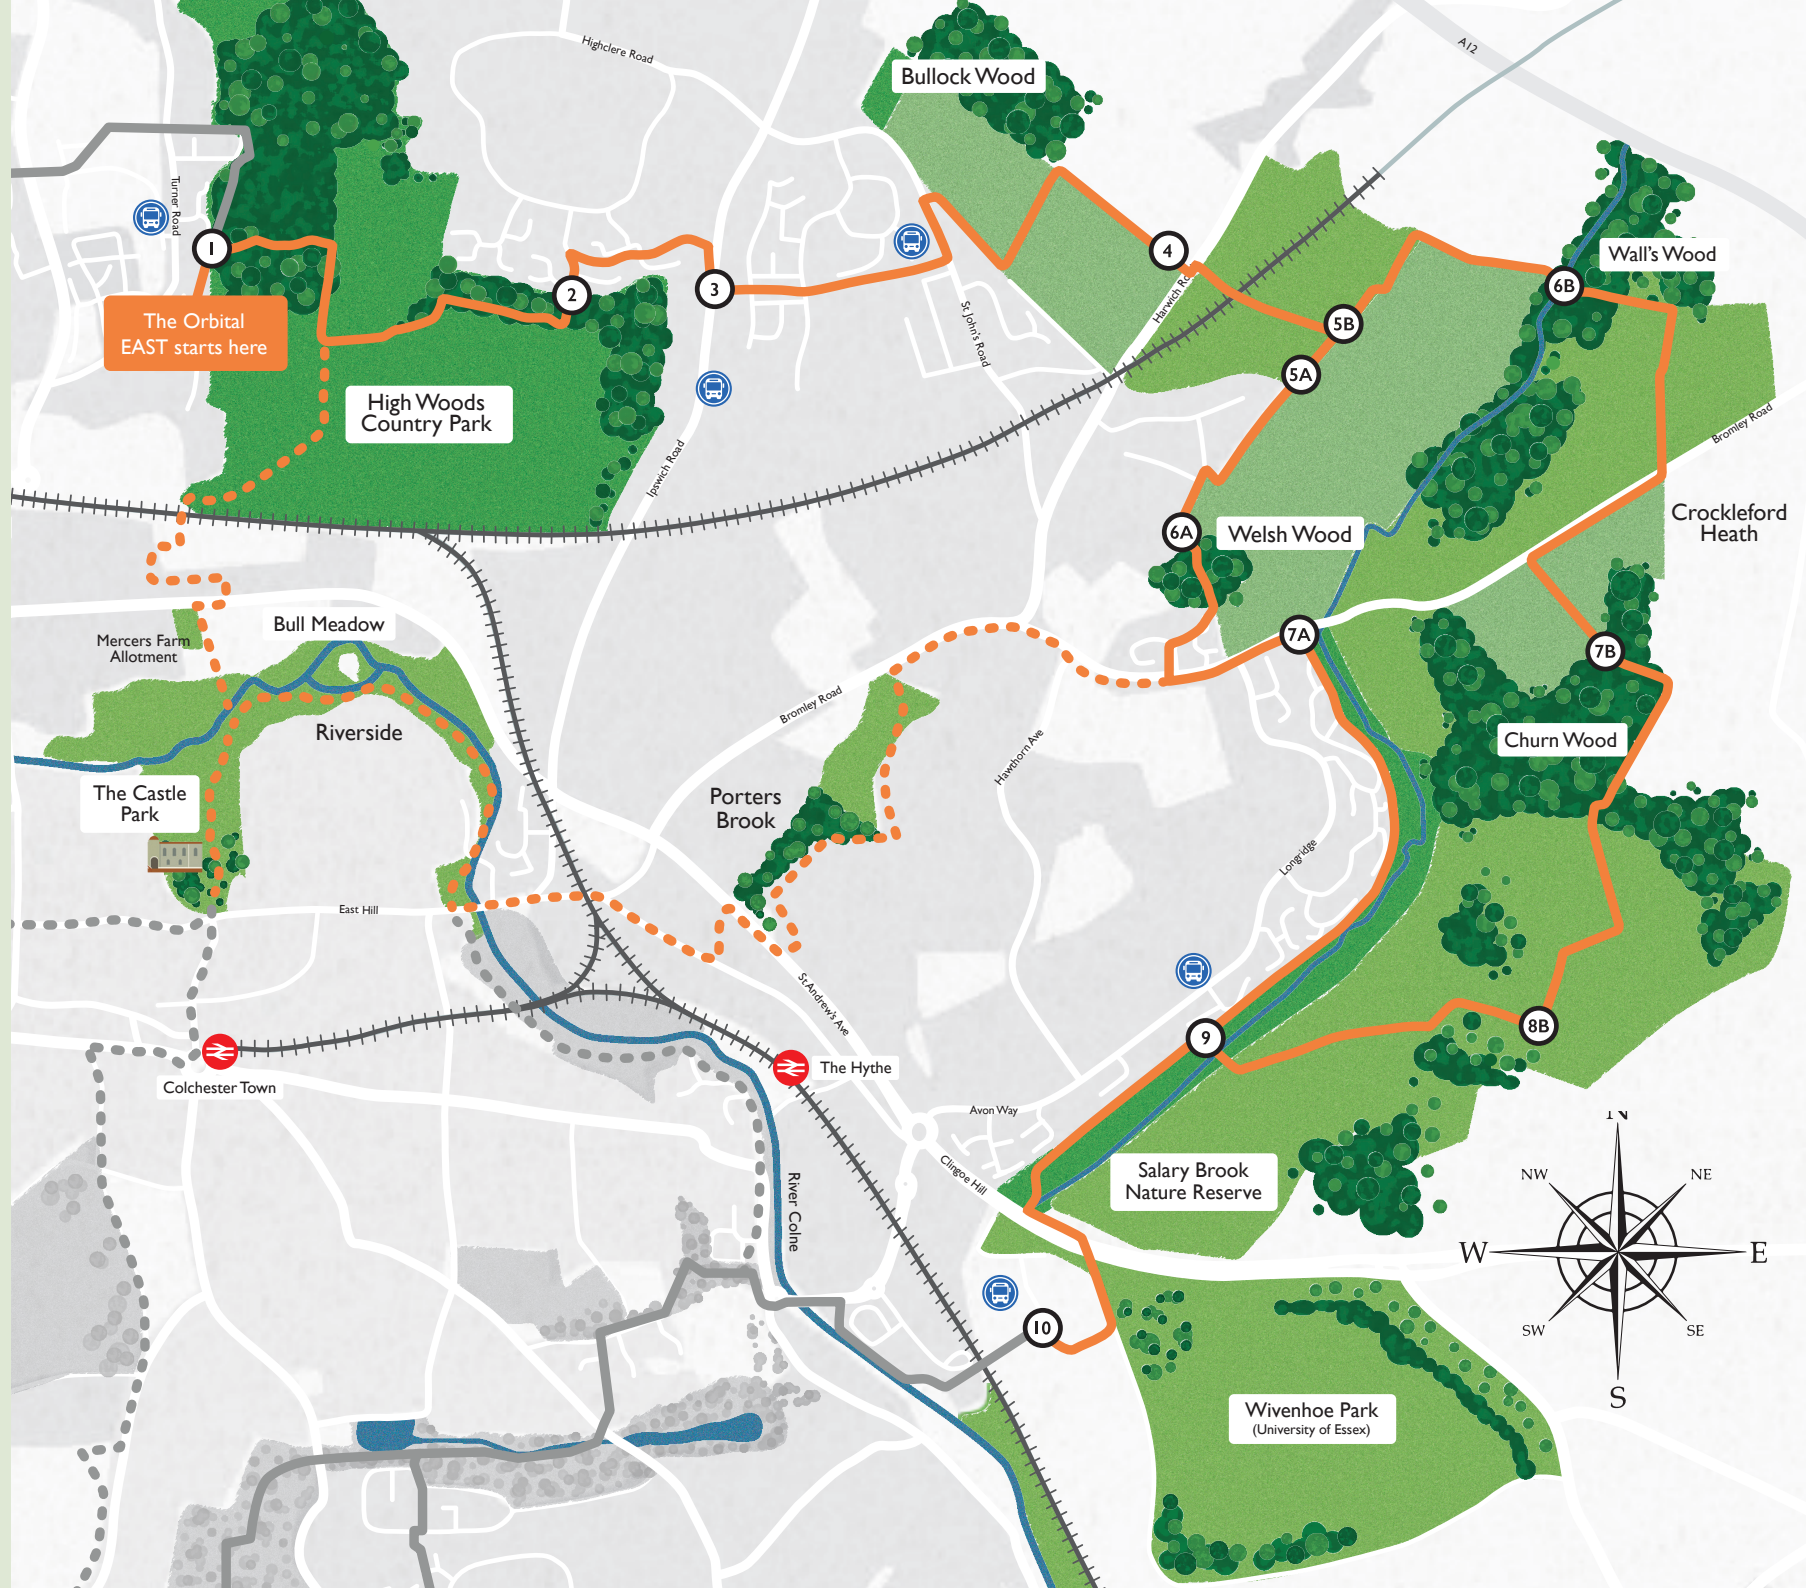 Highclere Road
A12
Bullock Wood
Turner Road
1
The Orbital
EAST starts here
2
3
4
Wall's Wood
6B
Harwich Ro
St John's Road
5B
5A
High Woods
Country Park
Ipswich Road
Bromley Road
6A
Welsh Wood
Crockleford
Heath
Bull Meadow
Mercers Farm
Allotment
7A
7B
Riverside
Bromley Road
Hawthorn Ave
Churn Wood
The Castle
Park
Porters
Brook
Longridge
East Hill
St Andrew's Ave
9
8B
Colchester Town
The Hythe
Avon Way
Clingoe Hill
Salary Brook
Nature Reserve
River Colne
10
N
NW
NE
W
E
SW
SE
S
Wivenhoe Park
(University of Essex)